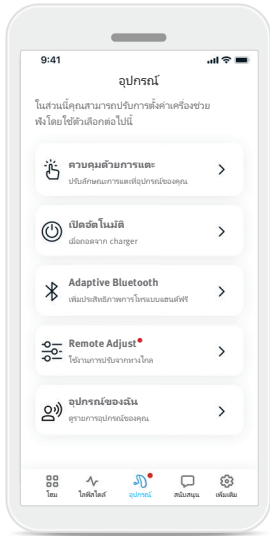 9:41
อุปกรณ์
ในส่วนนี้คุณสามารถปรับการตั้งค่าเครื่องช่วย
ฟังโดยใช้ตัวเลือกต่อไปนี้
ควบคุมด้วยการแตะ
ปรับลักษณะการแตะที่อุปกรณ์ของคุณ
เปิดอัตโนมัติ
เมื่อถอดจาก charger
Adaptive Bluetooth
เพิ่มประสิทธิภาพการโทรแบบแฮนด์ฟรี
Remote Adjust
ใช้งานการปรับจากทางไกล
อุปกรณ์ของฉัน
ดูรายการอุปกรณ์ของคุณ
โฮม ไลฟ์สไตล์ อุปกรณ์ สนับสนุน เพิ่มเติม